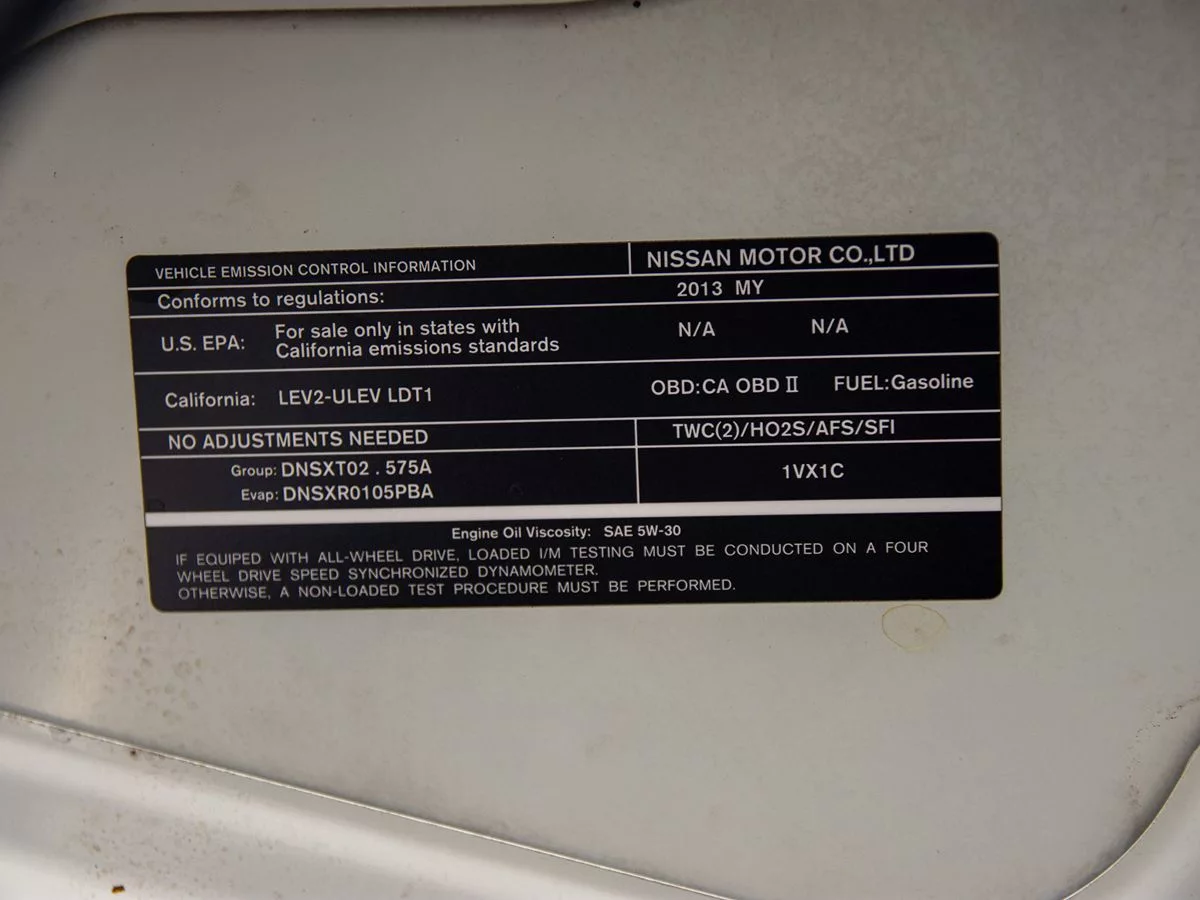 VEHICLE EMISSION CONTROL INFORMATION
NISSAN MOTOR CO.,LTD
Conforms to regulations:
2013 MY
U.S. EPA:
For sale only in states with
California emissions standards
N/A
N/A
California:
LEV2-ULEV LDT1
OBD:CA OBD II
FUEL:Gasoline
NO ADJUSTMENTS NEEDED
TWC(2)/HO2S/AFS/SFI
Group: DNSXT02 . 575A
Evap: DNSXR0105PBA
1VX1C
Engine Oil Viscosity: SAE 5W-30
IF EQUIPED WITH ALL-WHEEL DRIVE, LOADED I/M TESTING MUST BE CONDUCTED ON A FOUR
WHEEL DRIVE SPEED SYNCHRONIZED DYNAMOMETER.
OTHERWISE, A NON-LOADED TEST PROCEDURE MUST BE PERFORMED.